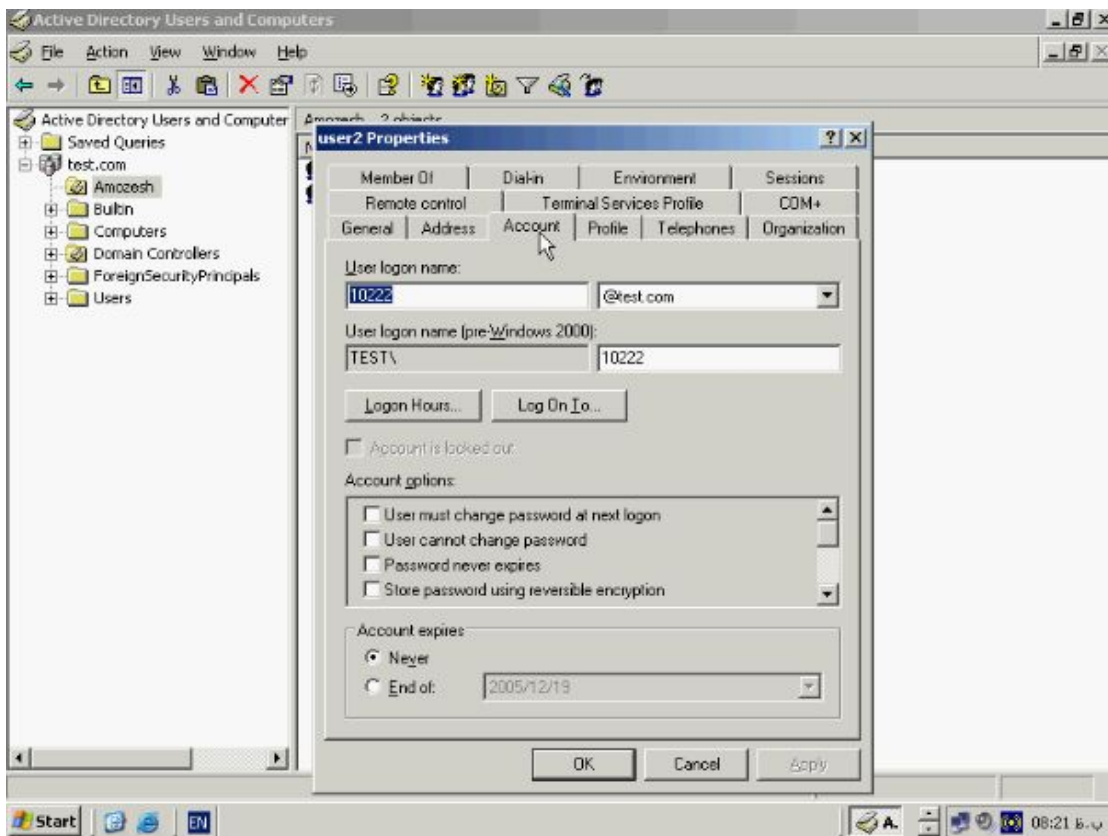 Active Directory Users and Computers
File Action View Window Help
Active Directory Users and Computer
Saved Queries
test.com
Amozesh
Builtin
Computers
Domain Controllers
ForeignSecurityPrincipals
Users
Amozesh 2 objects
user2 Properties
Member Of Dial-in Environment Sessions
Remote control Terminal Services Profile COM+
General Address Account Profile Telephones Organization
User logon name:
10222 @test.com
User logon name (pre-Windows 2000):
TEST\ 10222
Logon Hours... Log On To...
Account is locked out
Account options:
User must change password at next logon
User cannot change password
Password never expires
Store password using reversible encryption
Account expires
Never
End of: 2005/12/19
OK Cancel Apply
Start EN A. 08:21 ب.ظ